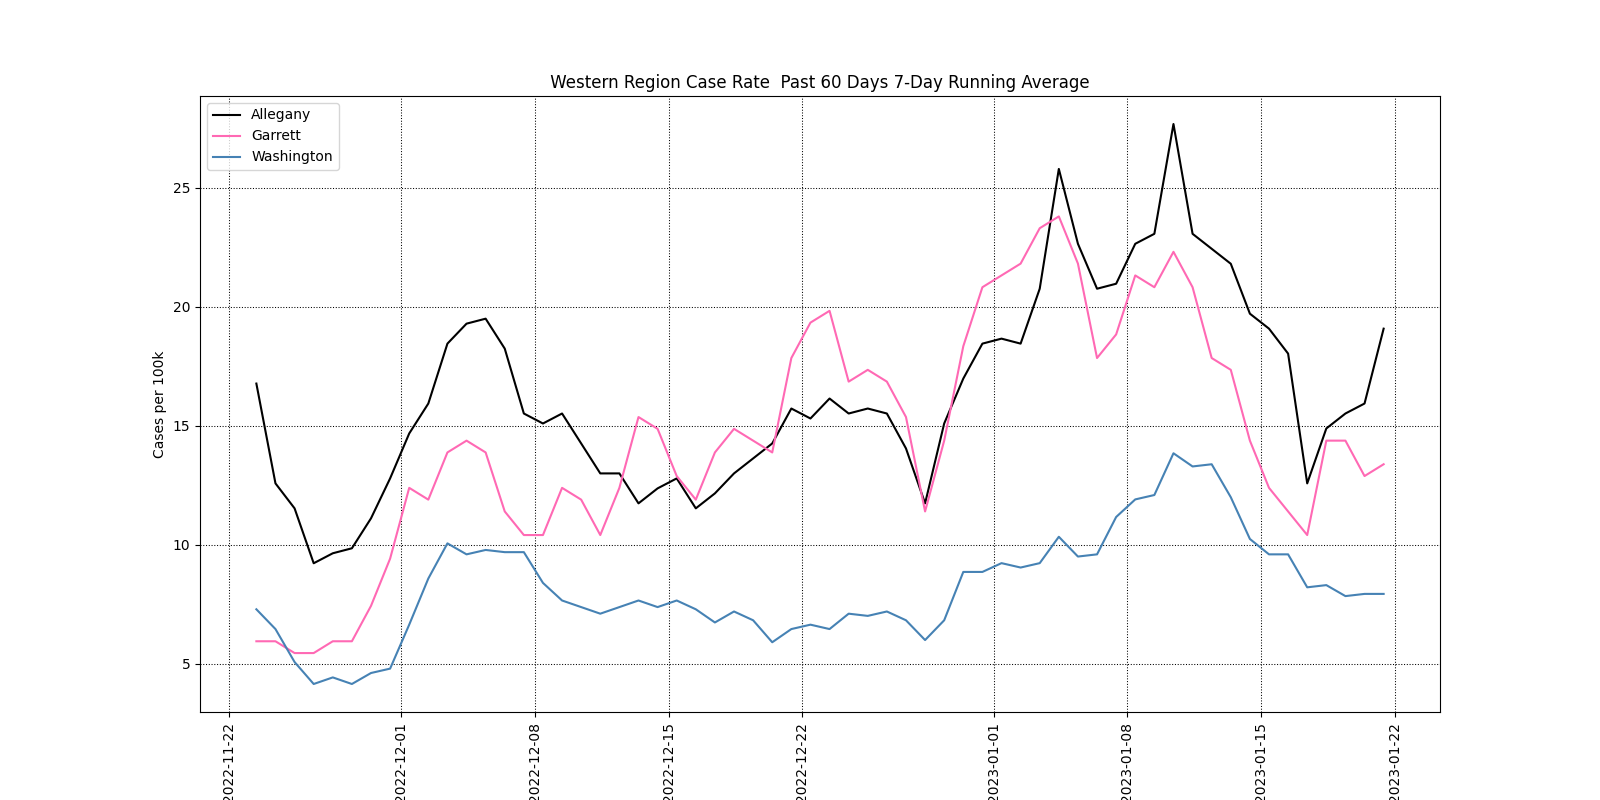 Western Region Case Rate  Past 60 Days 7-Day Running Average
Allegany
Garrett
Washington
Cases per 100k
25
20
15
10
5
2022-11-22
2022-12-01
2022-12-08
2022-12-15
2022-12-22
2023-01-01
2023-01-08
2023-01-15
2023-01-22